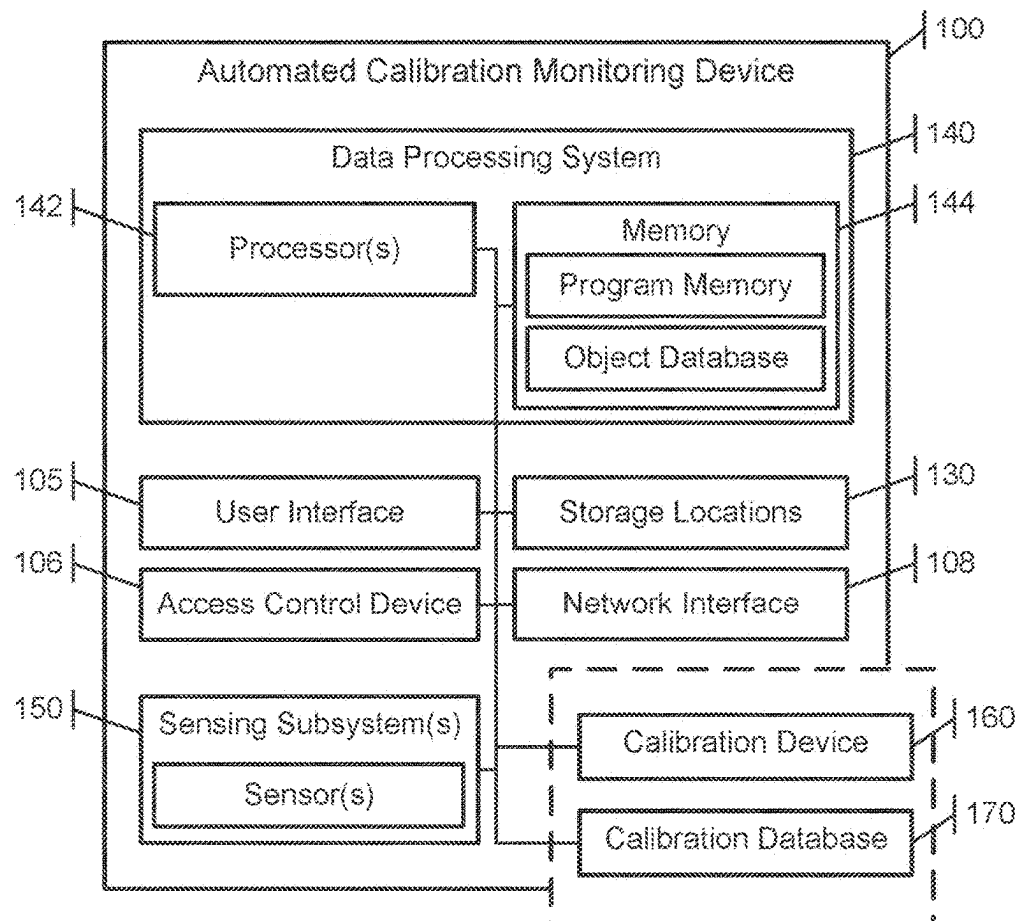 100
Automated Calibration Monitoring Device
140
Data Processing System
142
144
Processor(s)
Memory
Program Memory
Object Database
105
130
User Interface
Storage Locations
106
108
Access Control Device
Network Interface
150
Sensing Subsystem(s)
Sensor(s)
160
Calibration Device
170
Calibration Database